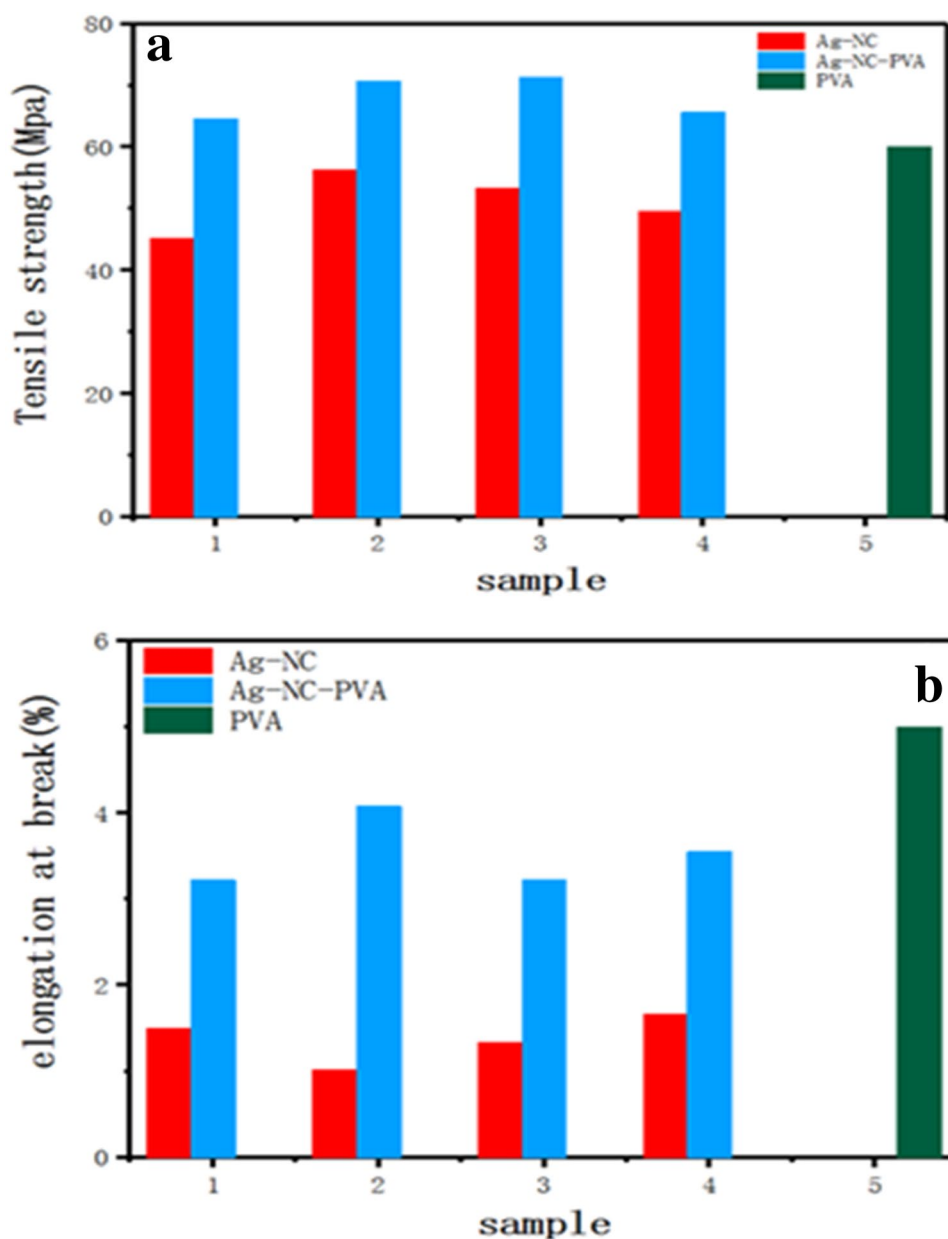 a
Ag-NC
Ag-NC-PVA
PVA
Tensile strength(Mpa)
80
60
40
20
0
1 2 3 4 5
sample
b
Ag-NC
Ag-NC-PVA
PVA
elongation at break(%)
6
4
2
0
1 2 3 4 5
sample